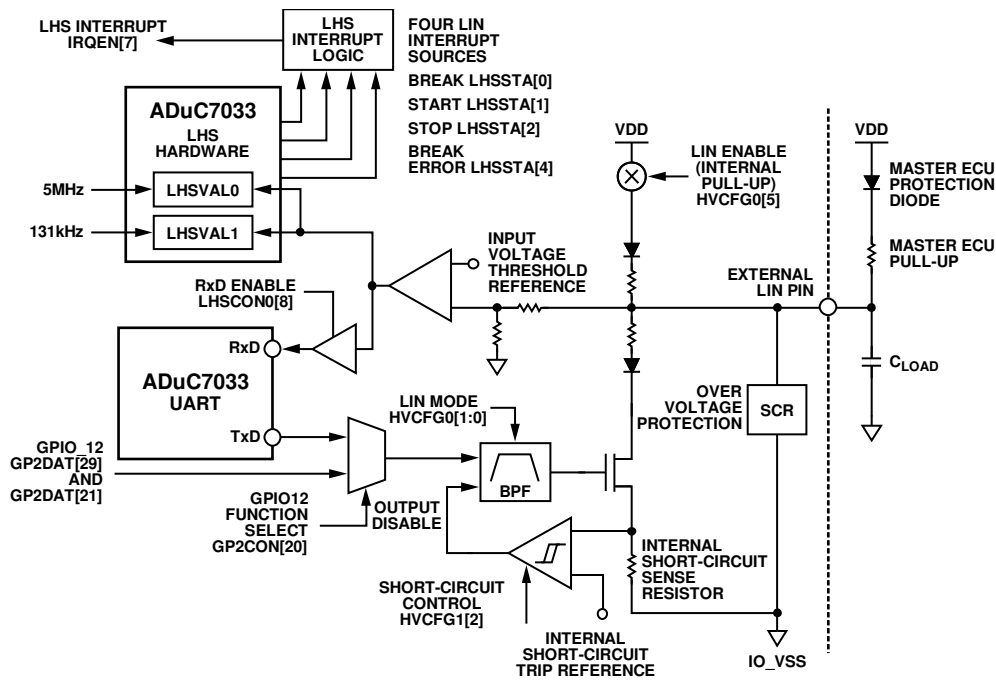 LHS INTERRUPT
IRQEN[7]
LHS
INTERRUPT
LOGIC
FOUR LIN
INTERRUPT
SOURCES
BREAK LHSSTA[0]
START LHSSTA[1]
STOP LHSSTA[2]
BREAK
ERROR LHSSTA[4]
ADuC7033
LHS
HARDWARE
5MHz
LHSVAL0
131kHz
LHSVAL1
VDD
LIN ENABLE
(INTERNAL
PULL-UP)
HVCFG0[5]
VDD
MASTER ECU
PROTECTION
DIODE
MASTER ECU
PULL-UP
INPUT
VOLTAGE
THRESHOLD
REFERENCE
EXTERNAL
LIN PIN
RxD ENABLE
LHSCON0[8]
RxD
ADuC7033
UART
TxD
CLOAD
OVER
VOLTAGE
PROTECTION
SCR
LIN MODE
HVCFG0[1:0]
BPF
GPIO_12
GP2DAT[29]
AND
GP2DAT[21]
GPIO12
FUNCTION
SELECT
GP2CON[20]
OUTPUT
DISABLE
INTERNAL
SHORT-CIRCUIT
SENSE
RESISTOR
SHORT-CIRCUIT
CONTROL
HVCFG1[2]
INTERNAL
SHORT-CIRCUIT
TRIP REFERENCE
IO_VSS